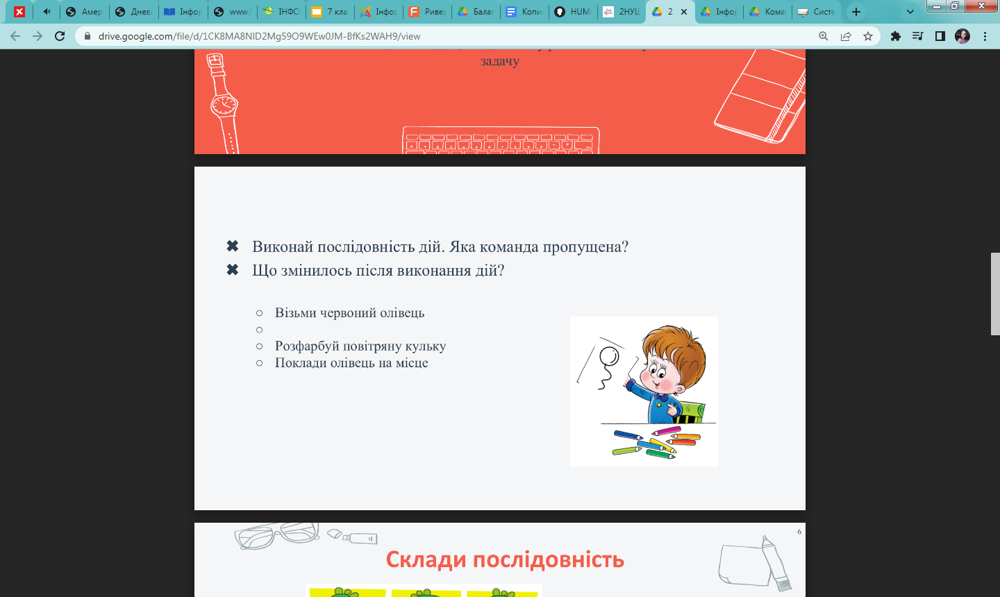 Амер
Дневн
Інфор
www.
ІНФО
7 кла
Інфор
Ривер
Балаг
Копи
HUM
2НУШ
2
Інфор
Кома
Систе
drive.google.com/file/d/1CK8MA8NID2Mg59O9WEw0JM-BfKs2WAH9/view
задачу
Виконай послідовність дій. Яка команда пропущена?
Що змінилось після виконання дій?
Візьми червоний олівець
Розфарбуй повітряну кульку
Поклади олівець на місце
6
Склади послідовність